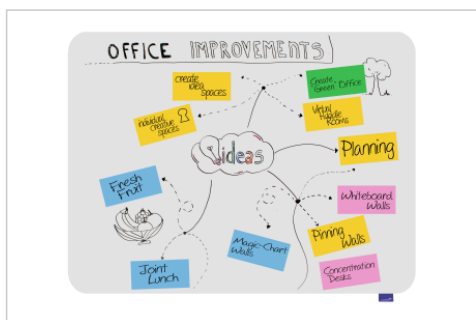 OFFICE IMPROVEMENTS
create
idea
spaces
Create
Green Office
individual
creative
spaces
Virtual
Huddle
Rooms
ideas
Planning
Fresh
Fruit
Whiteboard
Walls
Magic-Chart
Walls
Pinning
Walls
Joint
Lunch
Concentration
Desks